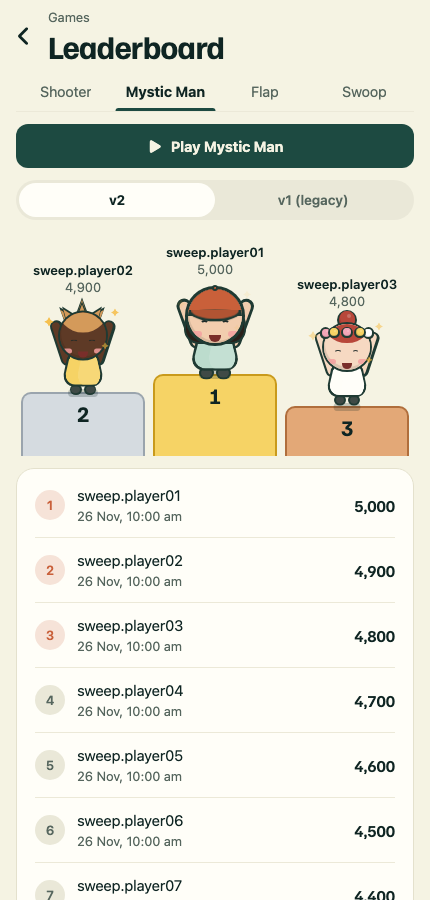 Games
Leaderboard
Shooter
Mystic Man
Flap
Swoop
Play Mystic Man
v2
v1 (legacy)
sweep.player02
4,900
sweep.player01
5,000
sweep.player03
4,800
2
1
3
1
sweep.player01
26 Nov, 10:00 am
5,000
2
sweep.player02
26 Nov, 10:00 am
4,900
3
sweep.player03
26 Nov, 10:00 am
4,800
4
sweep.player04
26 Nov, 10:00 am
4,700
5
sweep.player05
26 Nov, 10:00 am
4,600
6
sweep.player06
26 Nov, 10:00 am
4,500
7
sweep.player07
4,400